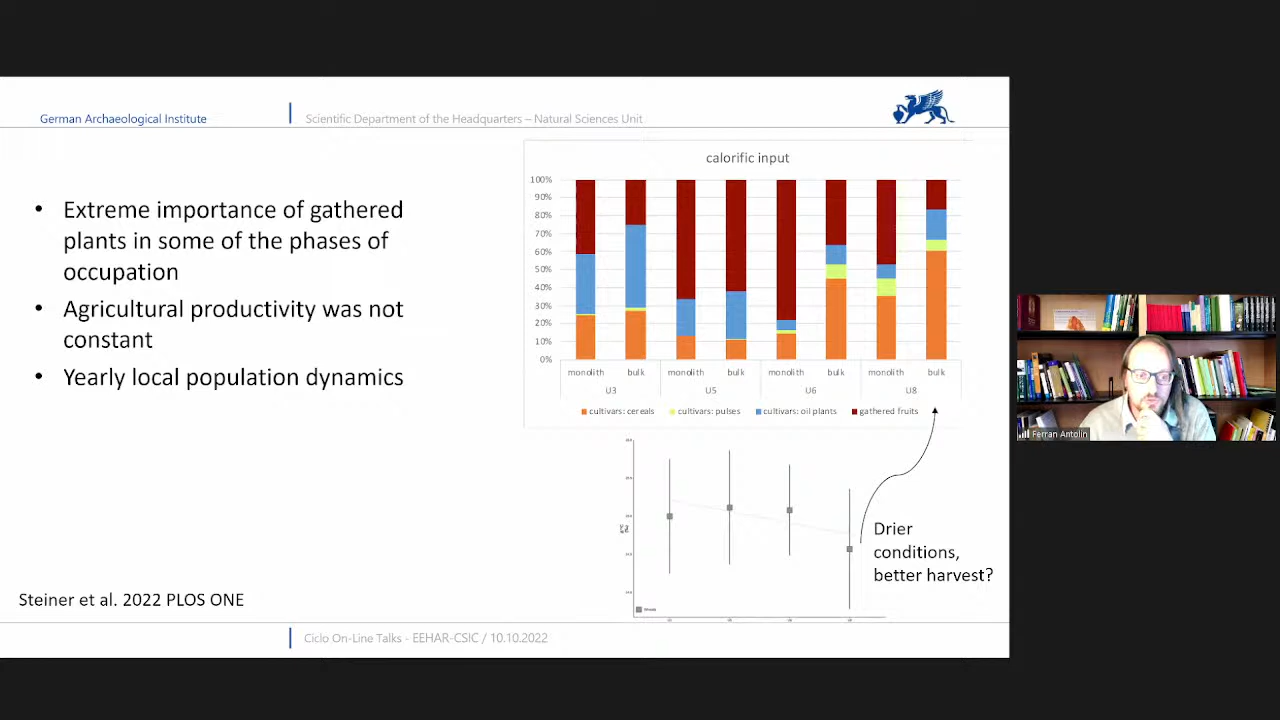 German Archaeological Institute
Scientific Department of the Headquarters – Natural Sciences Unit
• Extreme importance of gathered
plants in some of the phases of
occupation
• Agricultural productivity was not
constant
• Yearly local population dynamics
calorific input
100%
90%
80%
70%
60%
50%
40%
30%
20%
10%
0%
monolith bulk monolith bulk monolith bulk monolith bulk
U3 U5 U6 U8
cultivars: cereals cultivars: pulses cultivars: oil plants gathered fruits
Drier
conditions,
better harvest?
Steiner et al. 2022 PLOS ONE
Ciclo On-Line Talks - EEHAR-CSIC / 10.10.2022
Ferran Antolin